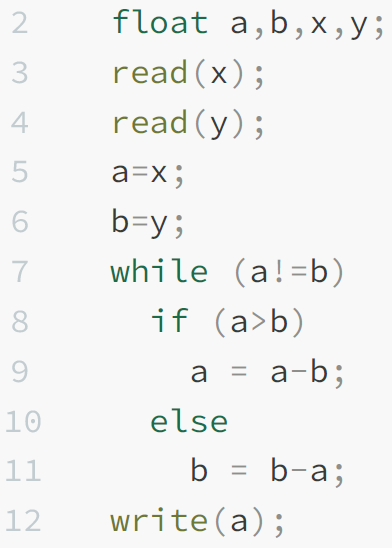 2 float a,b,x,y;
3 read(x);
4 read(y);
5 a=x;
6 b=y;
7 while (a!=b)
8 if (a>b)
9 a = a-b;
10 else
11 b = b-a;
12 write(a);